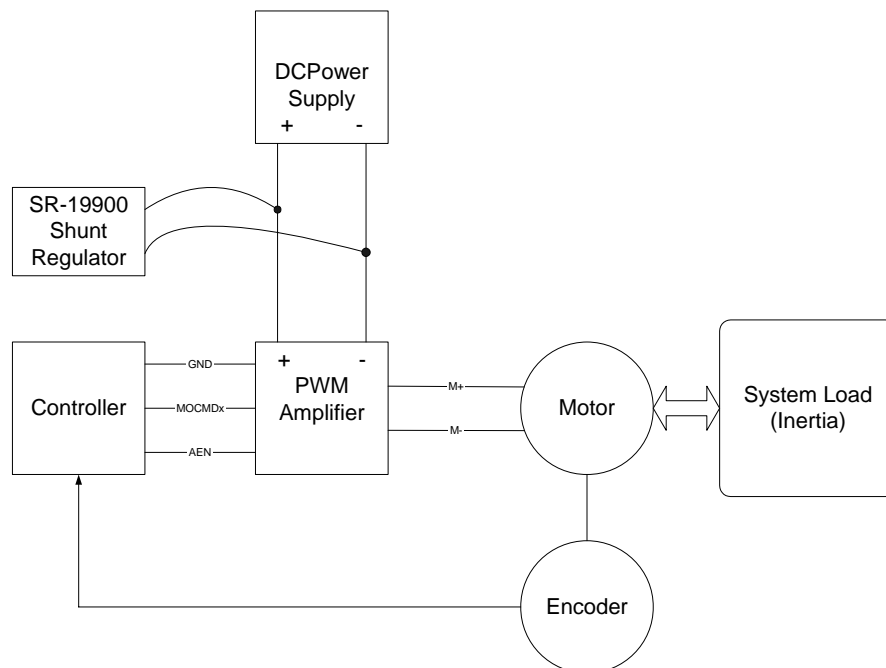 DCPower
Supply
+ -
SR-19900
Shunt
Regulator
Controller
GND
MOCMDx
AEN
+ -
PWM
Amplifier
M+
M-
Motor
System Load
(Inertia)
Encoder